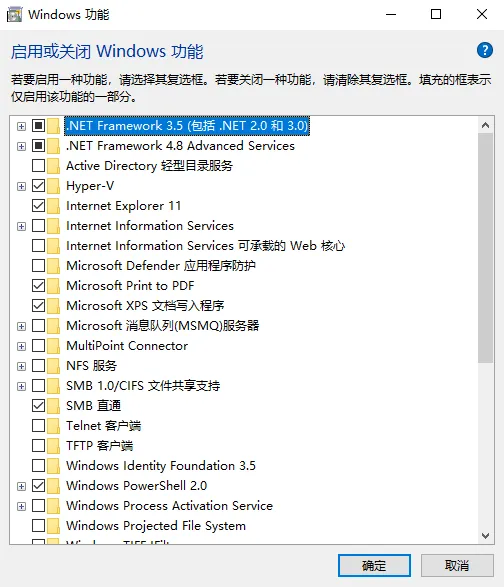 Windows 功能
启用或关闭 Windows 功能
若要启用一种功能，请选择其复选框。若要关闭一种功能，请清除其复选框。填充的框表示
仅启用该功能的一部分。
.NET Framework 3.5 (包括 .NET 2.0 和 3.0)
.NET Framework 4.8 Advanced Services
Active Directory 轻型目录服务
Hyper-V
Internet Explorer 11
Internet Information Services
Internet Information Services 可承载的 Web 核心
Microsoft Defender 应用程序防护
Microsoft Print to PDF
Microsoft XPS 文档写入程序
Microsoft 消息队列(MSMQ)服务器
MultiPoint Connector
NFS 服务
SMB 1.0/CIFS 文件共享支持
SMB 直通
Telnet 客户端
TFTP 客户端
Windows Identity Foundation 3.5
Windows PowerShell 2.0
Windows Process Activation Service
Windows Projected File System
Windows TIFF IFilter
确定
取消